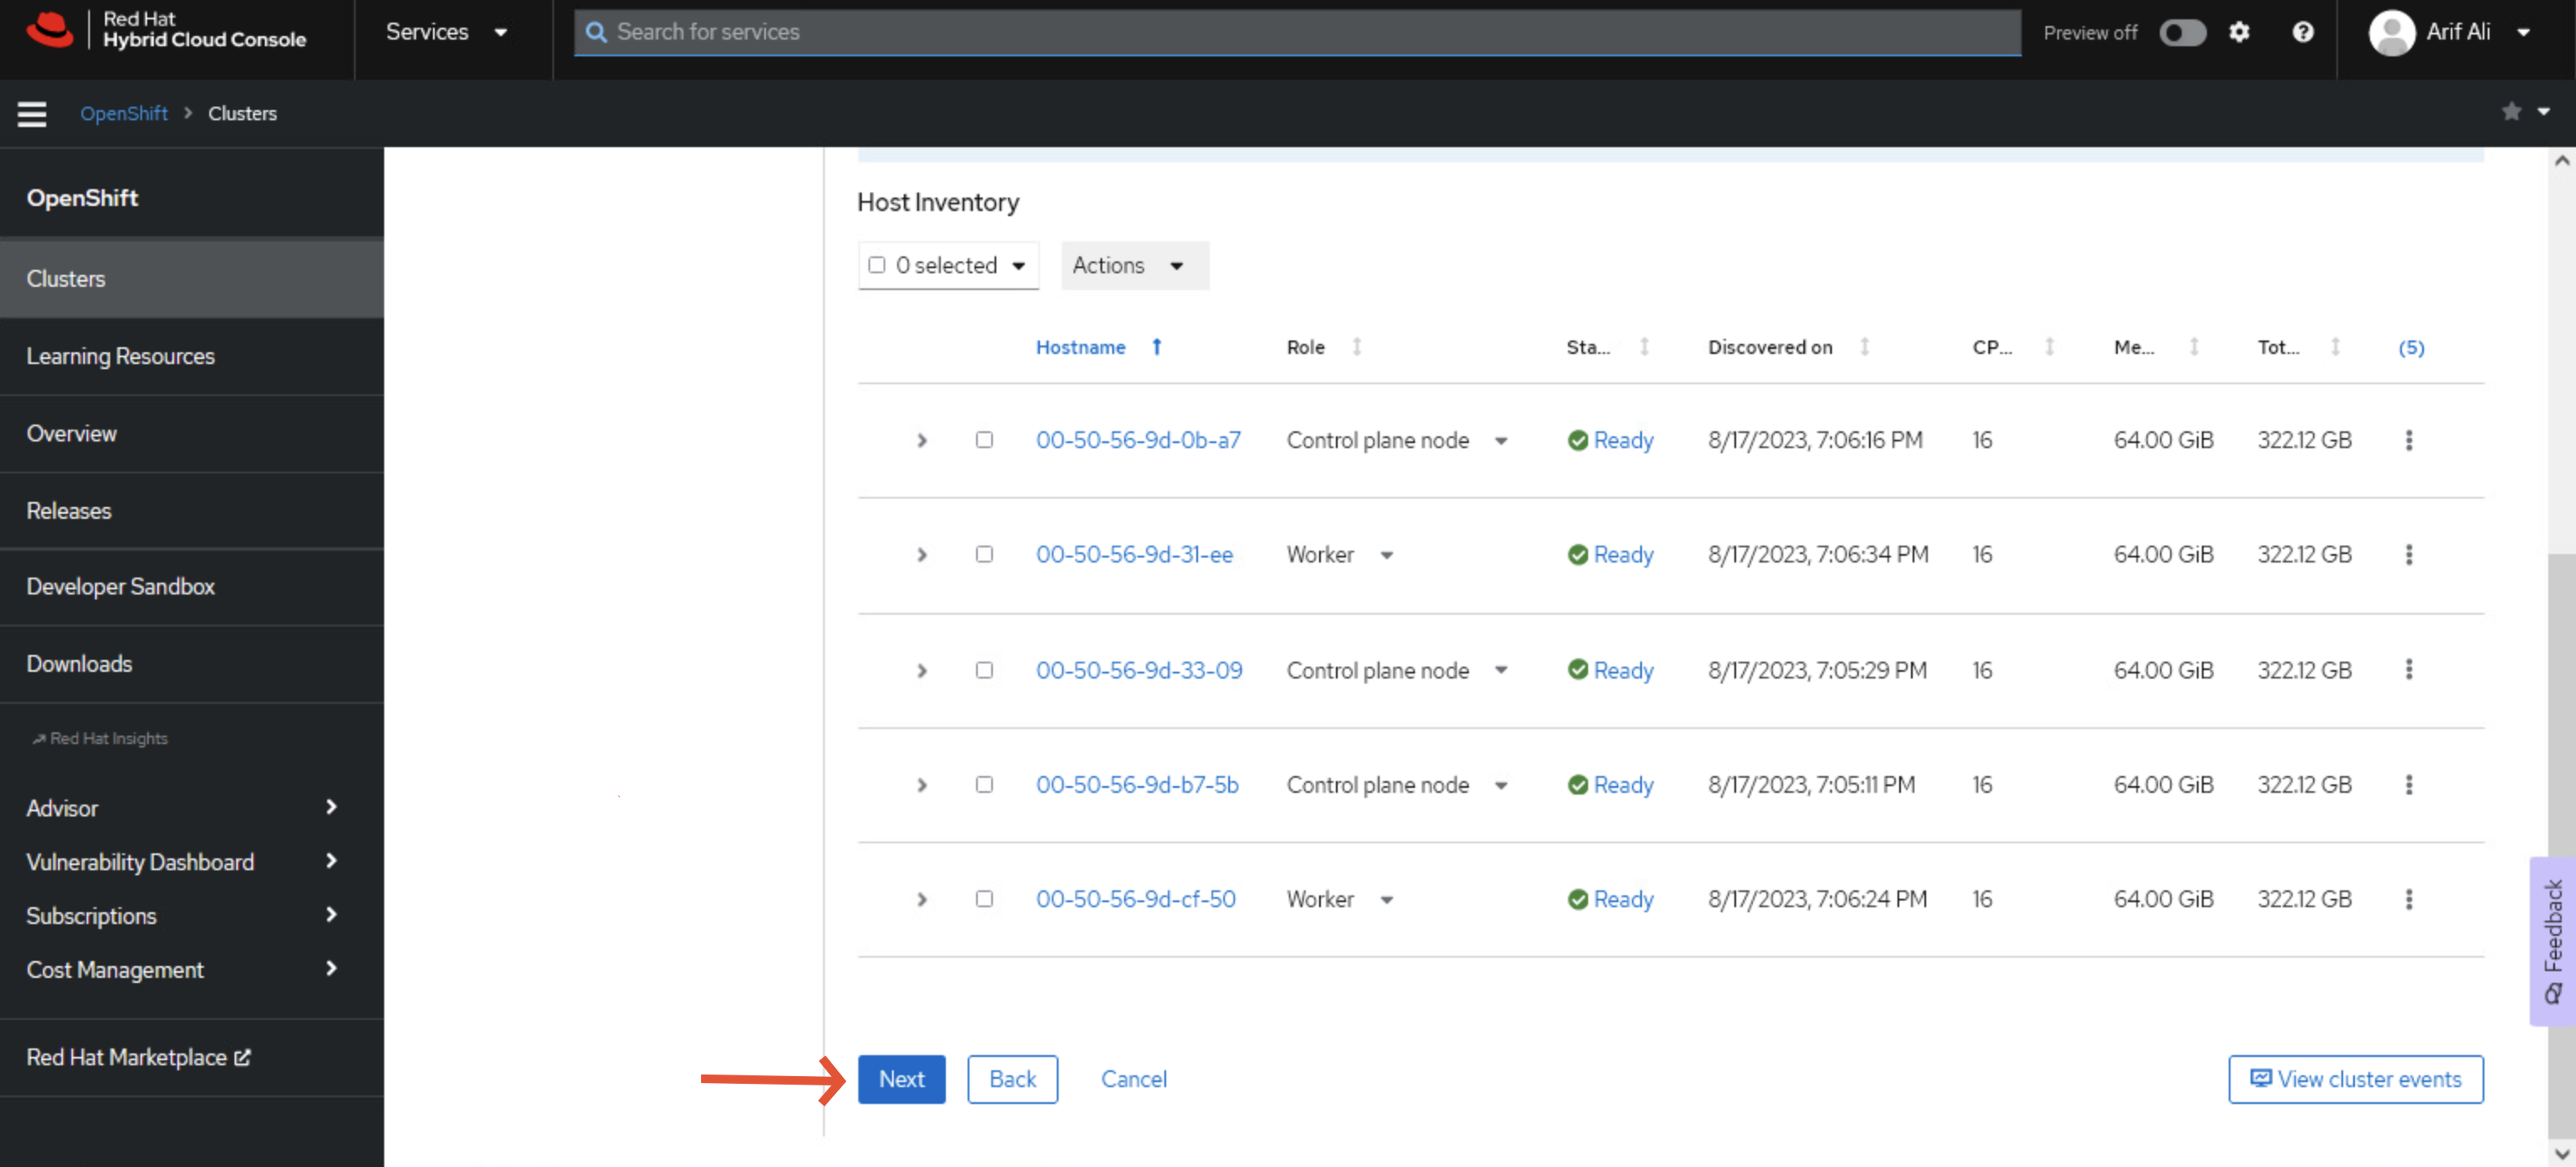 Red Hat
Hybrid Cloud Console
Services
Search for services
Preview off
Arif Ali
OpenShift > Clusters
OpenShift
Clusters
Learning Resources
Overview
Releases
Developer Sandbox
Downloads
Red Hat Insights
Advisor
Vulnerability Dashboard
Subscriptions
Cost Management
Red Hat Marketplace
Host Inventory
0 selected Actions
Hostname Role Sta... Discovered on CP... Me... Tot... (5)
00-50-56-9d-0b-a7 Control plane node Ready 8/17/2023, 7:06:16 PM 16 64.00 GiB 322.12 GB
00-50-56-9d-31-ee Worker Ready 8/17/2023, 7:06:34 PM 16 64.00 GiB 322.12 GB
00-50-56-9d-33-09 Control plane node Ready 8/17/2023, 7:05:29 PM 16 64.00 GiB 322.12 GB
00-50-56-9d-b7-5b Control plane node Ready 8/17/2023, 7:05:11 PM 16 64.00 GiB 322.12 GB
00-50-56-9d-cf-50 Worker Ready 8/17/2023, 7:06:24 PM 16 64.00 GiB 322.12 GB
Next Back Cancel View cluster events
Feedback